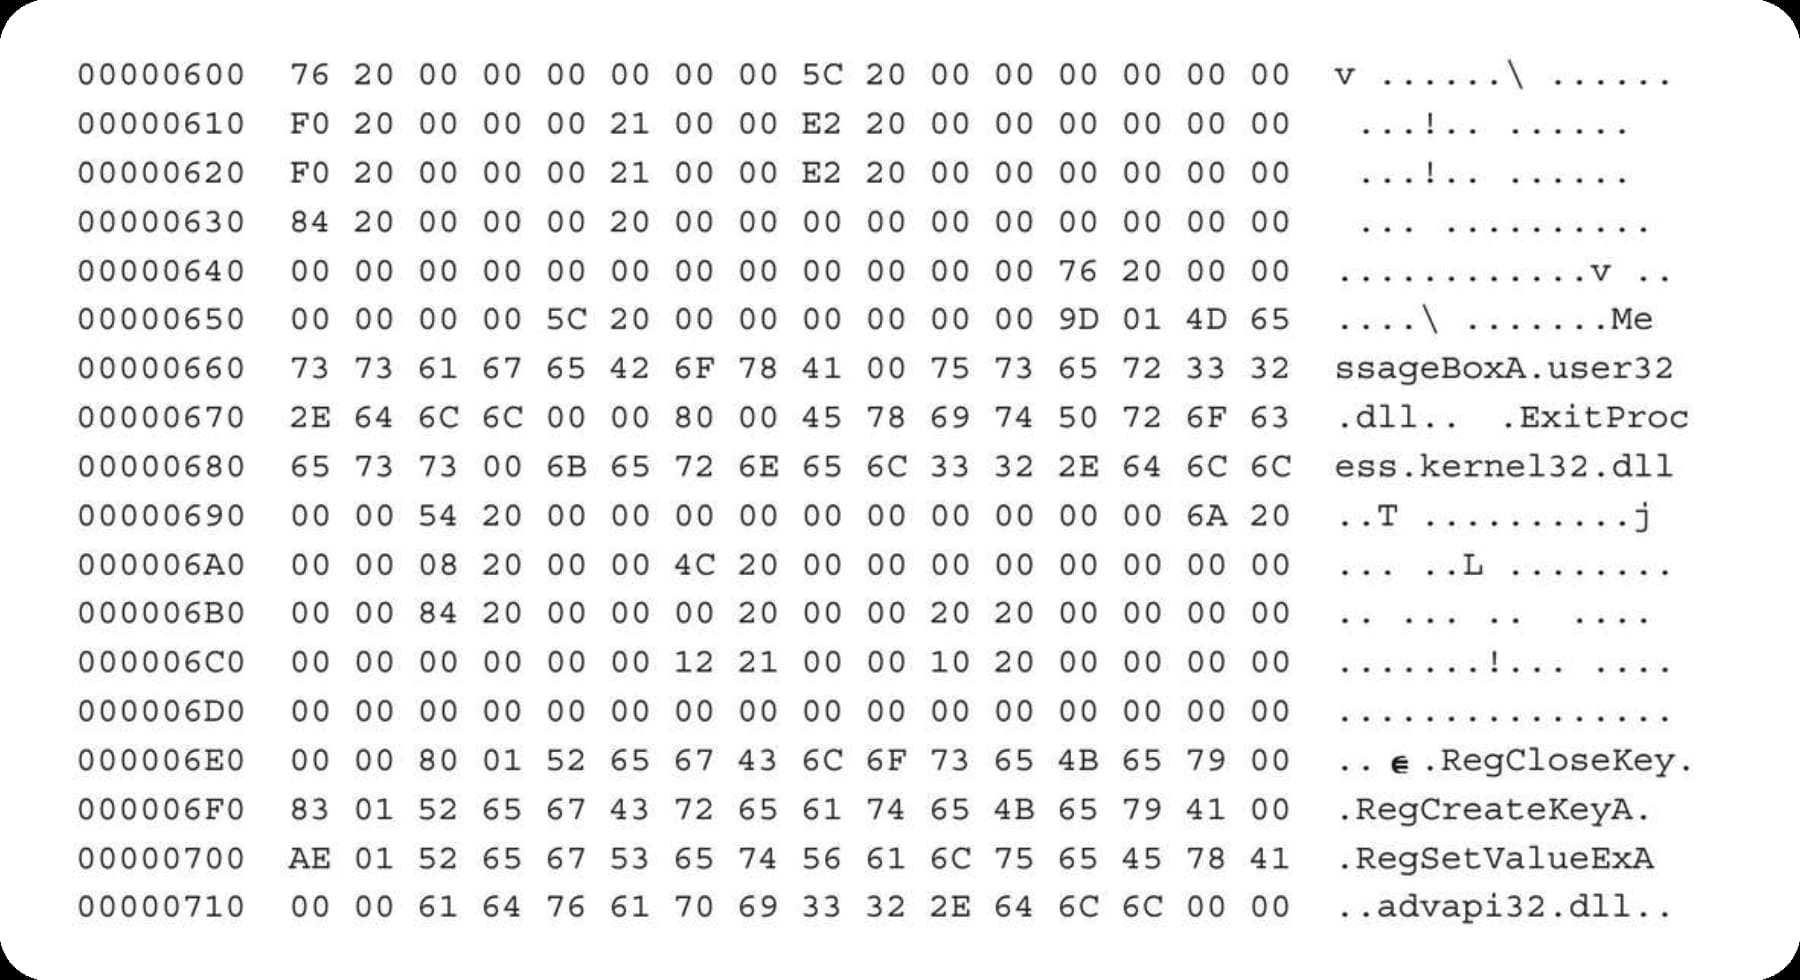 00000600  76 20 00 00 00 00 00 00 5C 20 00 00 00 00 00 00  v ......\ ......
00000610  F0 20 00 00 00 21 00 00 E2 20 00 00 00 00 00 00   ...!.. ......
00000620  F0 20 00 00 00 21 00 00 E2 20 00 00 00 00 00 00   ...!.. ......
00000630  84 20 00 00 00 20 00 00 00 00 00 00 00 00 00 00   ... ..........
00000640  00 00 00 00 00 00 00 00 00 00 00 00 76 20 00 00  ............v ..
00000650  00 00 00 00 5C 20 00 00 00 00 00 00 9D 01 4D 65  ....\ .......Me
00000660  73 73 61 67 65 42 6F 78 41 00 75 73 65 72 33 32  ssageBoxA.user32
00000670  2E 64 6C 6C 00 00 80 00 45 78 69 74 50 72 6F 63  .dll..  .ExitProc
00000680  65 73 73 00 6B 65 72 6E 65 6C 33 32 2E 64 6C 6C  ess.kernel32.dll
00000690  00 00 54 20 00 00 00 00 00 00 00 00 00 00 6A 20  ..T ..........j
000006A0  00 00 08 20 00 00 4C 20 00 00 00 00 00 00 00 00  ... ..L ........
000006B0  00 00 84 20 00 00 00 20 00 00 20 20 00 00 00 00  .. ... ..  ....
000006C0  00 00 00 00 00 00 12 21 00 00 10 20 00 00 00 00  .......!... ....
000006D0  00 00 00 00 00 00 00 00 00 00 00 00 00 00 00 00  ................
000006E0  00 00 80 01 52 65 67 43 6C 6F 73 65 4B 65 79 00  .. € .RegCloseKey.
000006F0  83 01 52 65 67 43 72 65 61 74 65 4B 65 79 41 00  .RegCreateKeyA.
00000700  AE 01 52 65 67 53 65 74 56 61 6C 75 65 45 78 41  .RegSetValueExA
00000710  00 00 61 64 76 61 70 69 33 32 2E 64 6C 6C 00 00  ..advapi32.dll..